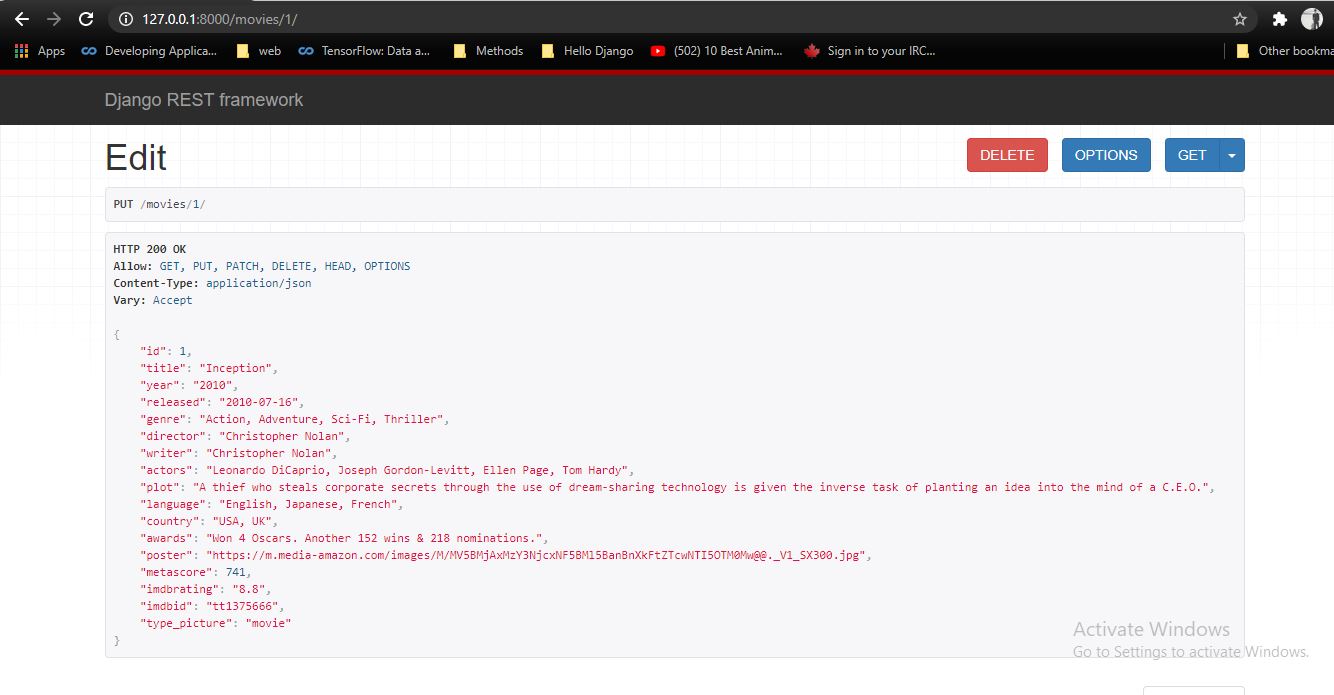 127.0.0.1:8000/movies/1/
Apps Developing Applica... web TensorFlow: Data a... Methods Hello Django (502) 10 Best Anim... Sign in to your IRC... Other bookma
Django REST framework
Edit DELETE OPTIONS GET
PUT /movies/1/
HTTP 200 OK
Allow: GET, PUT, PATCH, DELETE, HEAD, OPTIONS
Content-Type: application/json
Vary: Accept
{
"id": 1,
"title": "Inception",
"year": "2010",
"released": "2010-07-16",
"genre": "Action, Adventure, Sci-Fi, Thriller",
"director": "Christopher Nolan",
"writer": "Christopher Nolan",
"actors": "Leonardo DiCaprio, Joseph Gordon-Levitt, Ellen Page, Tom Hardy",
"plot": "A thief who steals corporate secrets through the use of dream-sharing technology is given the inverse task of planting an idea into the mind of a C.E.O.",
"language": "English, Japanese, French",
"country": "USA, UK",
"awards": "Won 4 Oscars. Another 152 wins & 218 nominations.",
"poster": "https://m.media-amazon.com/images/M/MV5BMjAxMzY3NjcxNF5BMl5BanBnXkFtZTcwNTI5OTM0Mw@@._V1_SX300.jpg",
"metascore": 741,
"imdbrating": "8.8",
"imdbid": "tt1375666",
"type_picture": "movie"
}
Activate Windows
Go to Settings to activate Windows.